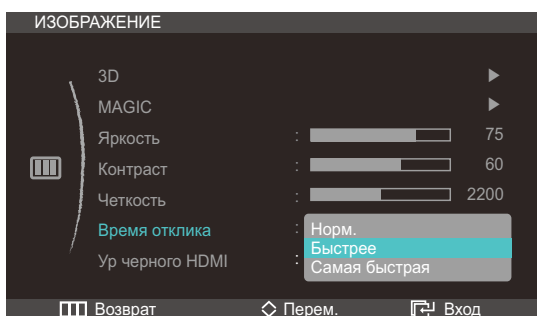 ИЗОБРАЖЕНИЕ
3D
MAGIC
Яркость : 75
Контраст : 60
Четкость : 2200
Время отклика : Норм.
Быстрее
Ур черного HDMI : Самая быстрая
Возврат Перем. Вход